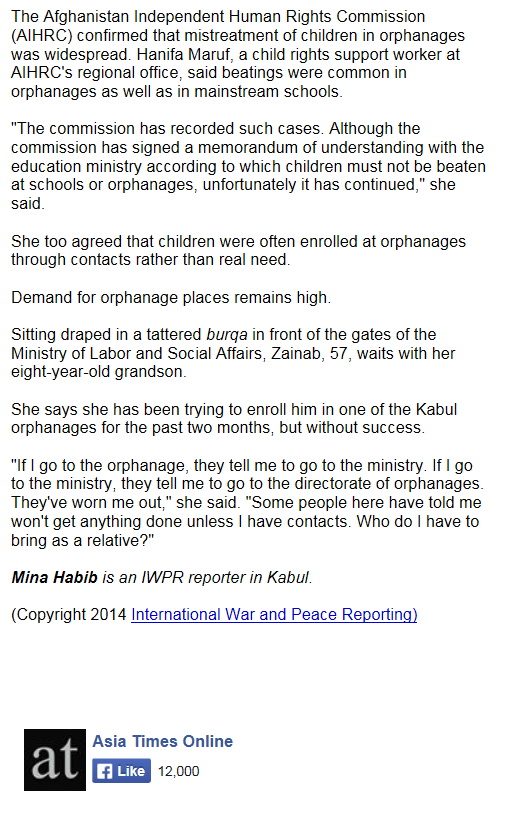 The Afghanistan Independent Human Rights Commission
(AIHRC) confirmed that mistreatment of children in orphanages
was widespread. Hanifa Maruf, a child rights support worker at
AIHRC's regional office, said beatings were common in
orphanages as well as in mainstream schools.
"The commission has recorded such cases. Although the
commission has signed a memorandum of understanding with the
education ministry according to which children must not be beaten
at schools or orphanages, unfortunately it has continued," she
said.
She too agreed that children were often enrolled at orphanages
through contacts rather than real need.
Demand for orphanage places remains high.
Sitting draped in a tattered burqa in front of the gates of the
Ministry of Labor and Social Affairs, Zainab, 57, waits with her
eight-year-old grandson.
She says she has been trying to enroll him in one of the Kabul
orphanages for the past two months, but without success.
"If I go to the orphanage, they tell me to go to the ministry. If I go
to the ministry, they tell me to go to the directorate of orphanages.
They've worn me out," she said. "Some people here have told me
won't get anything done unless I have contacts. Who do I have to
bring as a relative?"
Mina Habib is an IWPR reporter in Kabul.
(Copyright 2014 International War and Peace Reporting)
at
Asia Times Online
f Like 12,000